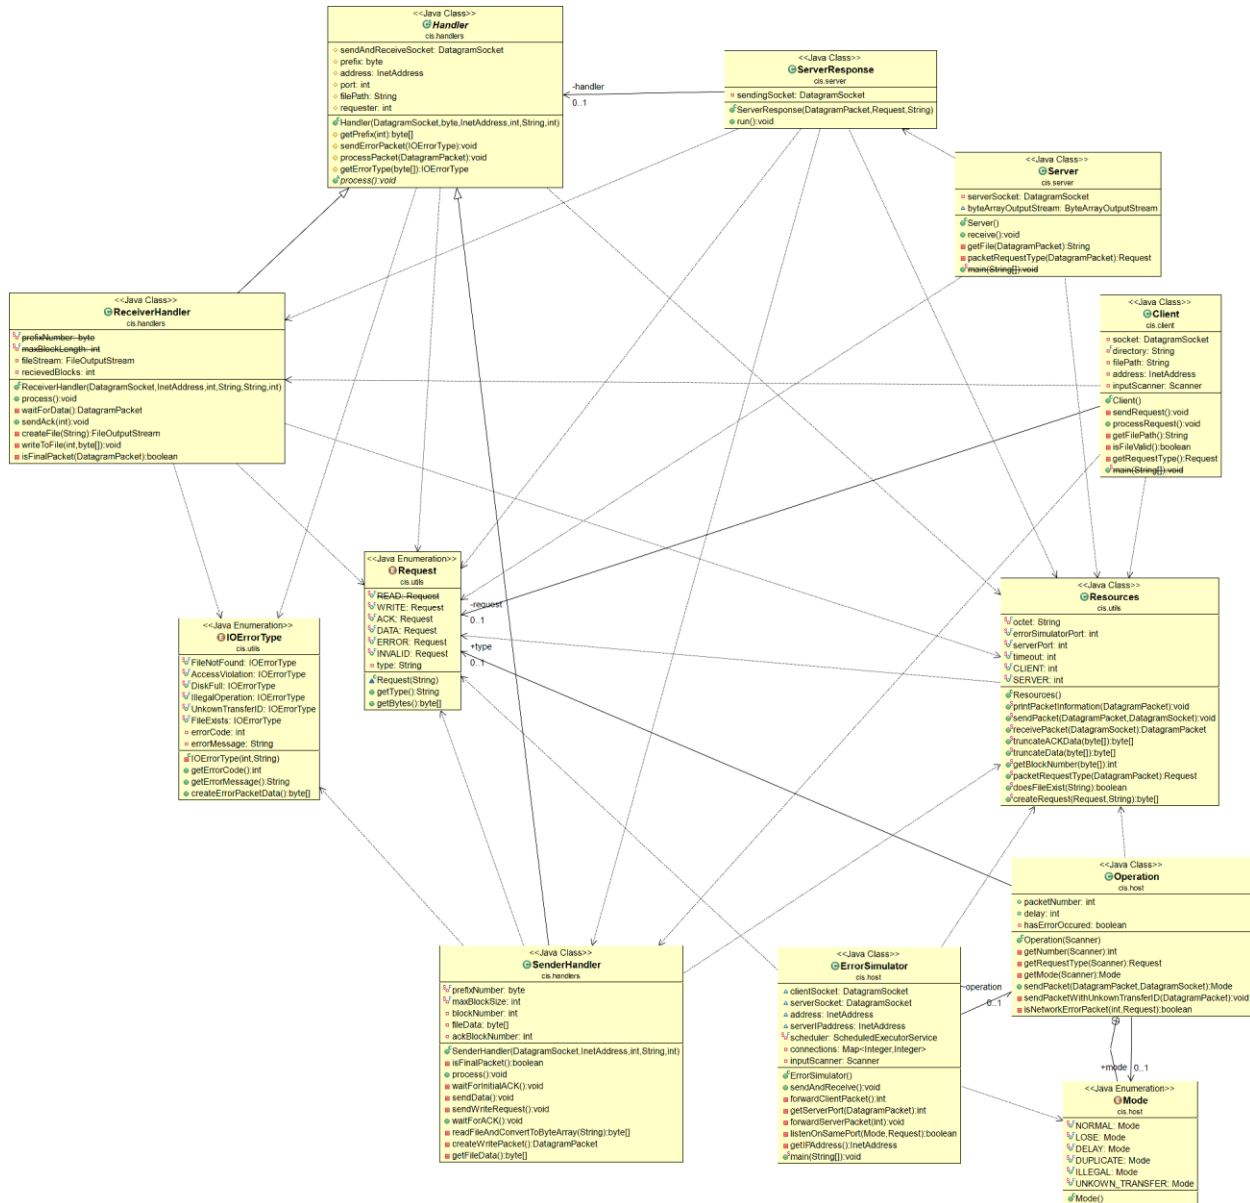 <<Java Class>>
Handler
cis.handlers
sendAndReceiveSocket: DatagramSocket
prefix: byte
address: InetAddress
port: int
filePath: String
requester: int
Handler(DatagramSocket,byte,InetAddress,int,String,int)
getPrefix(int):byte[]
sendErrorPacket(IOErrorType):void
processPacket(DatagramPacket):void
getErrorType(byte[]):IOErrorType
process():void
-handler
0..1
<<Java Class>>
ServerResponse
cis.server
sendingSocket: DatagramSocket
ServerResponse(DatagramPacket,Request,String)
run():void
<<Java Class>>
Server
cis.server
serverSocket: DatagramSocket
byteArrayOutputStream: ByteArrayOutputStream
Server()
receive():void
getFile(DatagramPacket):String
packetRequestType(DatagramPacket):Request
main(String[]):void
<<Java Class>>
ReceiverHandler
cis.handlers
prefixNumber: byte
maxBlockLength: int
fileStream: FileOutputStream
recievedBlocks: int
ReceiverHandler(DatagramSocket,InetAddress,int,String,String,int)
process():void
waitForData():DatagramPacket
sendAck(int):void
createFile(String):FileOutputStream
writeToFile(int,byte[]):void
isFinalPacket(DatagramPacket):boolean
<<Java Class>>
Client
cis.client
socket: DatagramSocket
directory: String
filePath: String
address: InetAddress
inputScanner: Scanner
Client()
sendRequest():void
processRequest():void
getFilePath():String
isFileValid():boolean
getRequestType():Request
main(String[]):void
<<Java Enumeration>>
Request
cis.utils
READ: Request
WRITE: Request
ACK: Request
DATA: Request
ERROR: Request
INVALID: Request
type: String
Request(String)
getType():String
getBytes():byte[]
-request
0..1
+type
0..1
<<Java Enumeration>>
IOErrorType
cis.utils
FileNotFound: IOErrorType
AccessViolation: IOErrorType
DiskFull: IOErrorType
IllegalOperation: IOErrorType
UnkownTransferID: IOErrorType
FileExists: IOErrorType
errorCode: int
errorMessage: String
IOErrorType(int,String)
getErrorCode():int
getErrorMessage():String
createErrorPacketData():byte[]
<<Java Class>>
Resources
cis.utils
octet: String
errorSimulatorPort: int
serverPort: int
timeout: int
CLIENT: int
SERVER: int
Resources()
printPacketInformation(DatagramPacket):void
sendPacket(DatagramPacket,DatagramSocket):void
receivePacket(DatagramSocket):DatagramPacket
truncateACKData(byte[]):byte[]
truncateData(byte[]):byte[]
getBlockNumber(byte[]):int
packetRequestType(DatagramPacket):Request
doesFileExist(String):boolean
createRequest(Request,String):byte[]
<<Java Class>>
Operation
cis.host
packetNumber: int
delay: int
hasErrorOccured: boolean
Operation(Scanner)
getNumber(Scanner):int
getRequestType(Scanner):Request
getMode(Scanner):Mode
sendPacket(DatagramPacket,DatagramSocket):Mode
sendPacketWithUnkownTransferID(DatagramPacket):void
isNetworkErrorPacket(int,Request):boolean
<<Java Class>>
SenderHandler
cis.handlers
prefixNumber: byte
maxBlockSize: int
blockNumber: int
fileData: byte[]
ackBlockNumber: int
SenderHandler(DatagramSocket,InetAddress,int,String,int)
isFinalPacket():boolean
process():void
waitForInitialACK():void
sendData():void
sendWriteRequest():void
waitForACK():void
readFileAndConvertToByteArray(String):byte[]
createWritePacket():DatagramPacket
getFileData():byte[]
<<Java Class>>
ErrorSimulator
cis.host
clientSocket: DatagramSocket
serverSocket: DatagramSocket
address: InetAddress
serverIPaddress: InetAddress
scheduler: ScheduledExecutorService
connections: Map<Integer,Integer>
inputScanner: Scanner
ErrorSimulator()
sendAndReceive():void
forwardClientPacket():int
getServerPort(DatagramPacket):int
forwardServerPacket(int):void
listenOnSamePort(Mode,Request):boolean
getIPAddress():InetAddress
main(String[]):void
~operation
0..1
+mode
0..1
<<Java Enumeration>>
Mode
cis.host
NORMAL: Mode
LOSE: Mode
DELAY: Mode
DUPLICATE: Mode
ILLEGAL: Mode
UNKOWN_TRANSFER: Mode
Mode()